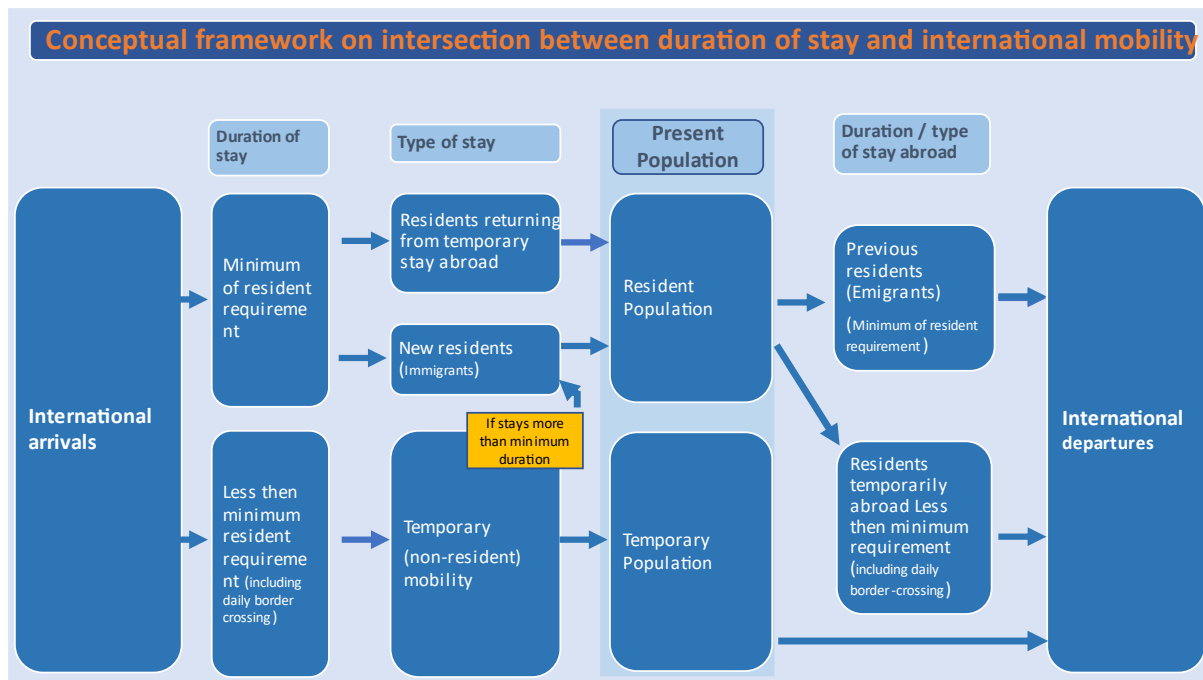 Conceptual framework on intersection between duration of stay and international mobility
Duration of
stay
Type of stay
Present
Population
Duration / type
of stay abroad
International
arrivals
Minimum
of resident
requireme
nt
Less then
minimum
resident
requireme
nt (including
daily border
crossing )
Residents returning
from temporary
stay abroad
New residents
(Immigrants)
If stays more
than minimum
duration
Temporary
(non-resident)
mobility
Resident
Population
Temporary
Population
Previous
residents
(Emigrants)
(Minimum of resident
requirement )
Residents
temporarily
abroad Less
then minimum
requirement
(including daily
border -crossing )
International
departures